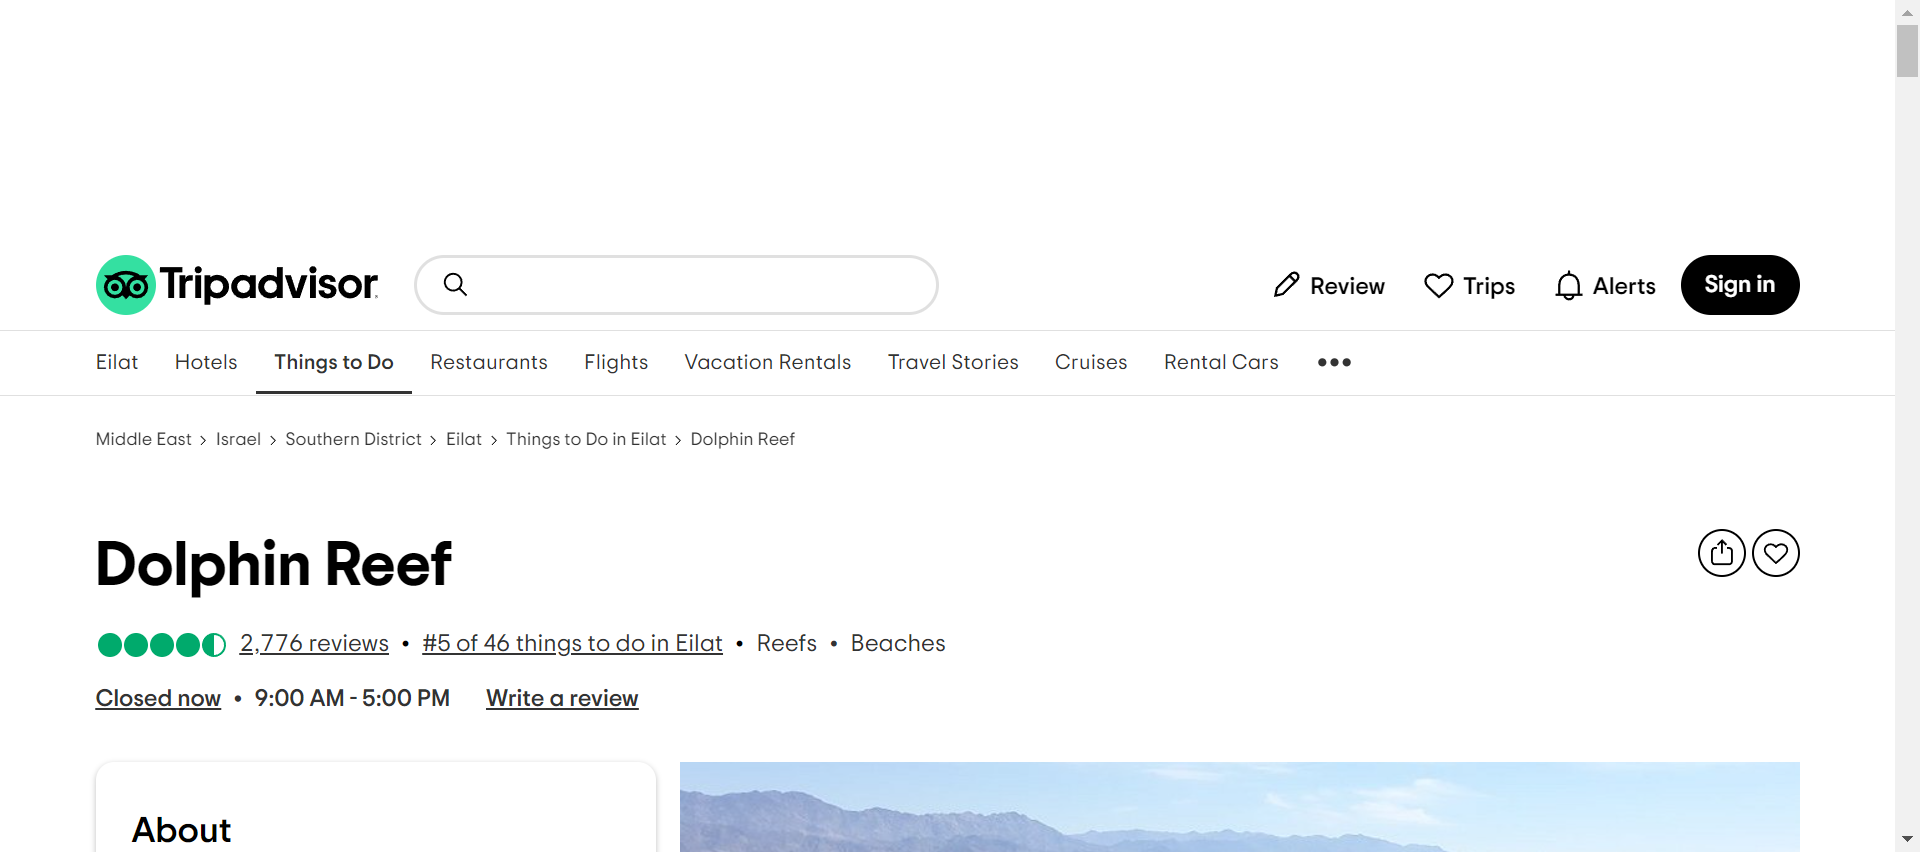 Tripadvisor
Review
Trips
Alerts
Sign in
Eilat
Hotels
Things to Do
Restaurants
Flights
Vacation Rentals
Travel Stories
Cruises
Rental Cars
Middle East › Israel › Southern District › Eilat › Things to Do in Eilat › Dolphin Reef
Dolphin Reef
2,776 reviews • #5 of 46 things to do in Eilat • Reefs • Beaches
Closed now • 9:00 AM - 5:00 PM Write a review
About